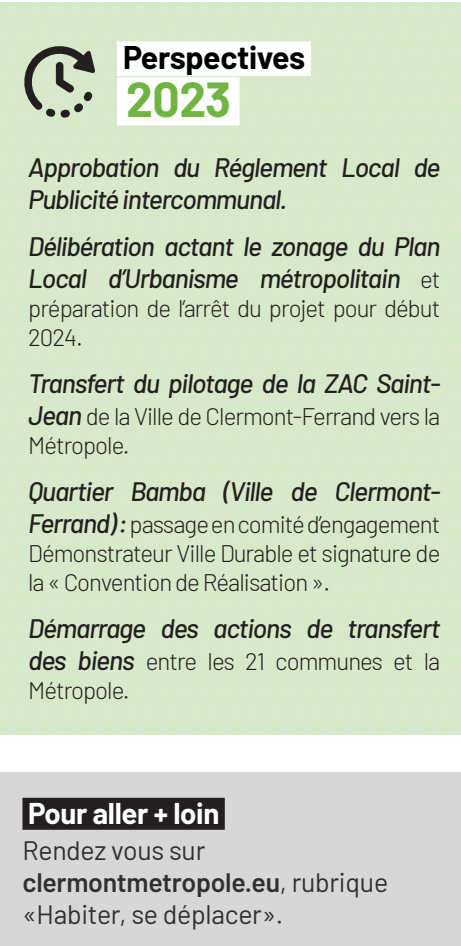 Perspectives
2023
Approbation du Réglement Local de
Publicité intercommunal.
Délibération actant le zonage du Plan
Local d'Urbanisme métropolitain et
préparation de l'arrêt du projet pour début
2024.
Transfert du pilotage de la ZAC Saint-
Jean de la Ville de Clermont-Ferrand vers la
Métropole.
Quartier Bamba (Ville de Clermont-
Ferrand) : passage en comité d'engagement
Démonstrateur Ville Durable et signature de
la « Convention de Réalisation ».
Démarrage des actions de transfert
des biens entre les 21 communes et la
Métropole.
Pour aller + loin
Rendez vous sur
clermontmetropole.eu, rubrique
«Habiter, se déplacer».